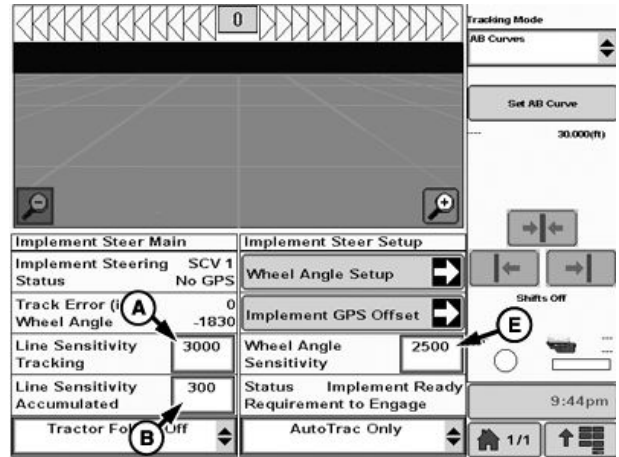 0
Tracking Mode
AB Curves
Set AB Curve
30.000(ft)
Shifts Off
9:44pm
1/1
Implement Steer Main
Implement Steering SCV 1
Status No GPS
Track Error (i 0
Wheel Angle -1830
Line Sensitivity 3000
Tracking
Line Sensitivity 300
Accumulated
Tractor Fo Off
A
B
Implement Steer Setup
Wheel Angle Setup
Implement GPS Offset
Wheel Angle 2500
Sensitivity
Status Implement Ready
Requirement to Engage
AutoTrac Only
E